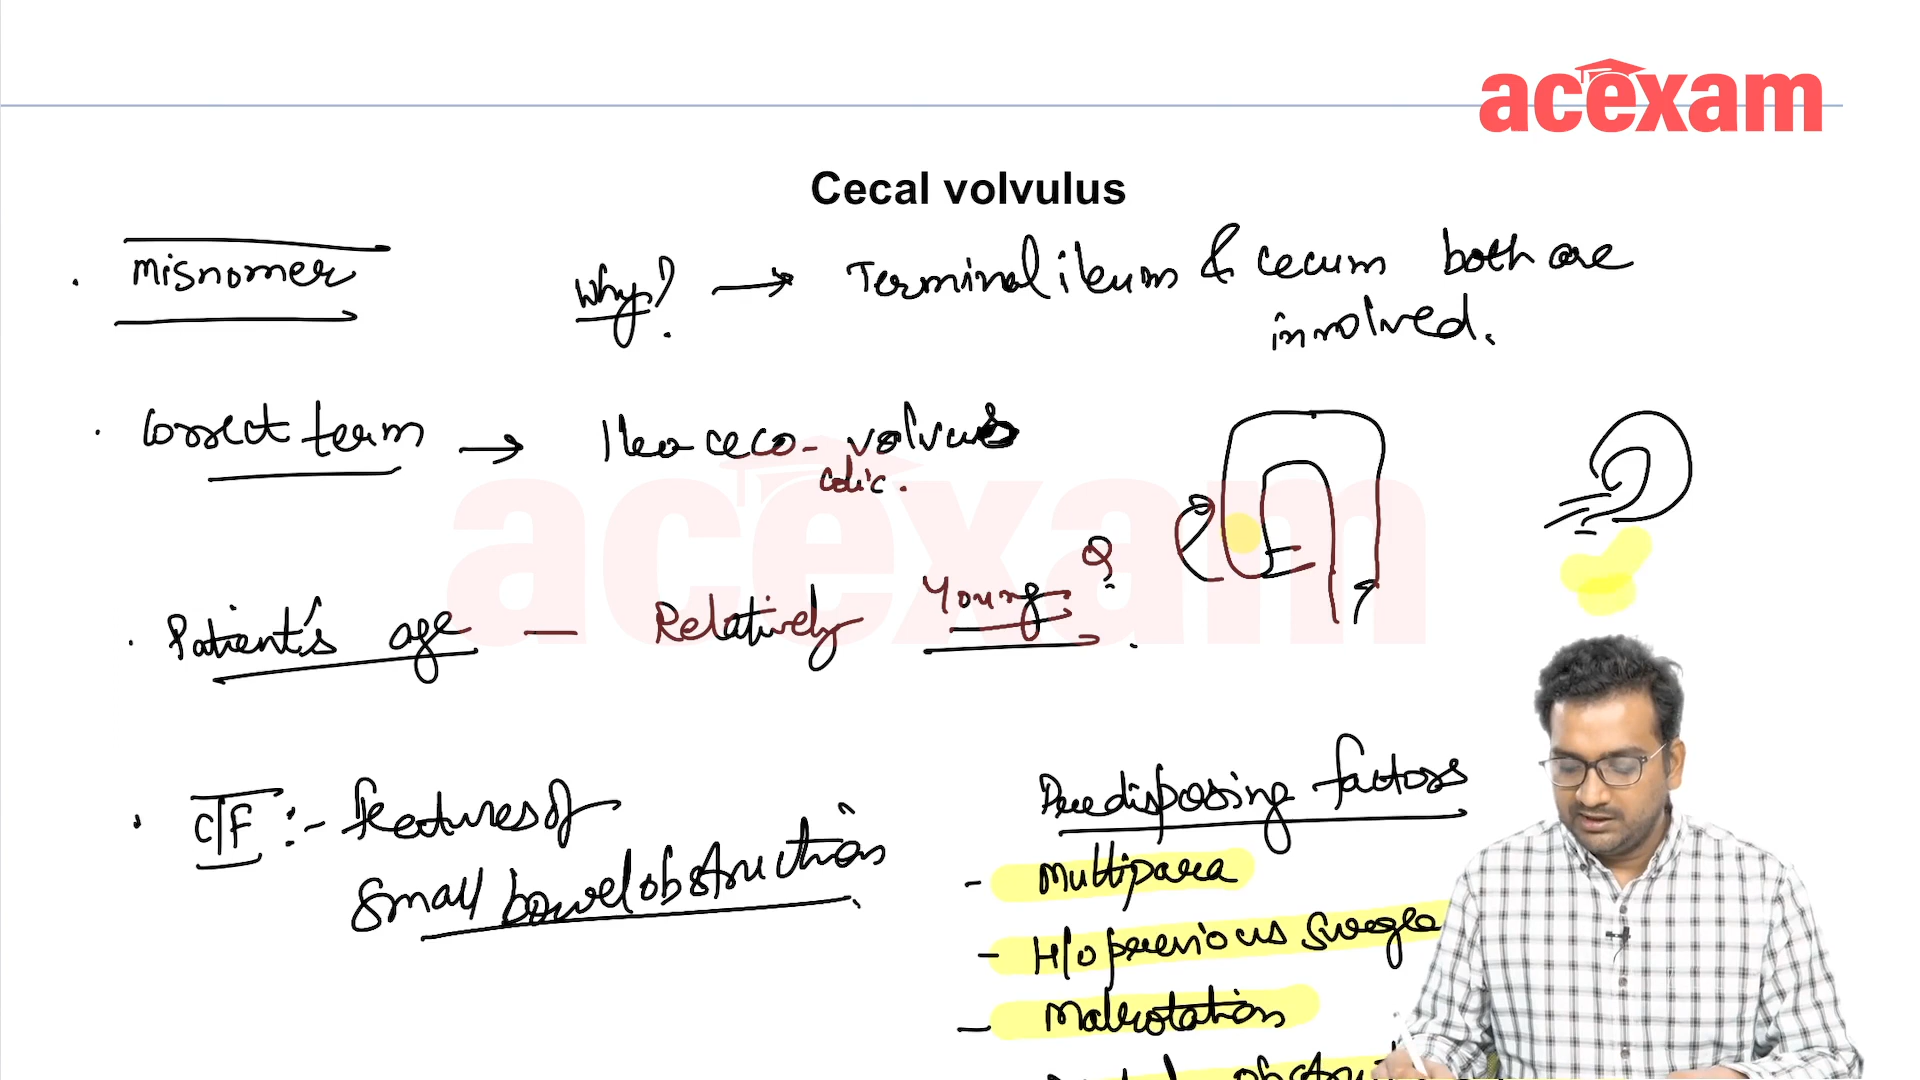 acexam
Cecal volvulus
. Misnomer Why? → Terminal ileum & cecum both are
involved.
. Correct term → Ileo-ceco- volvulus
colic.
. Patient's age — Relatively Young ♀.
. C/F :- features of
small bowel obstruction.
Predisposing factors
- Multipara
- H/o previous
- Malrotation